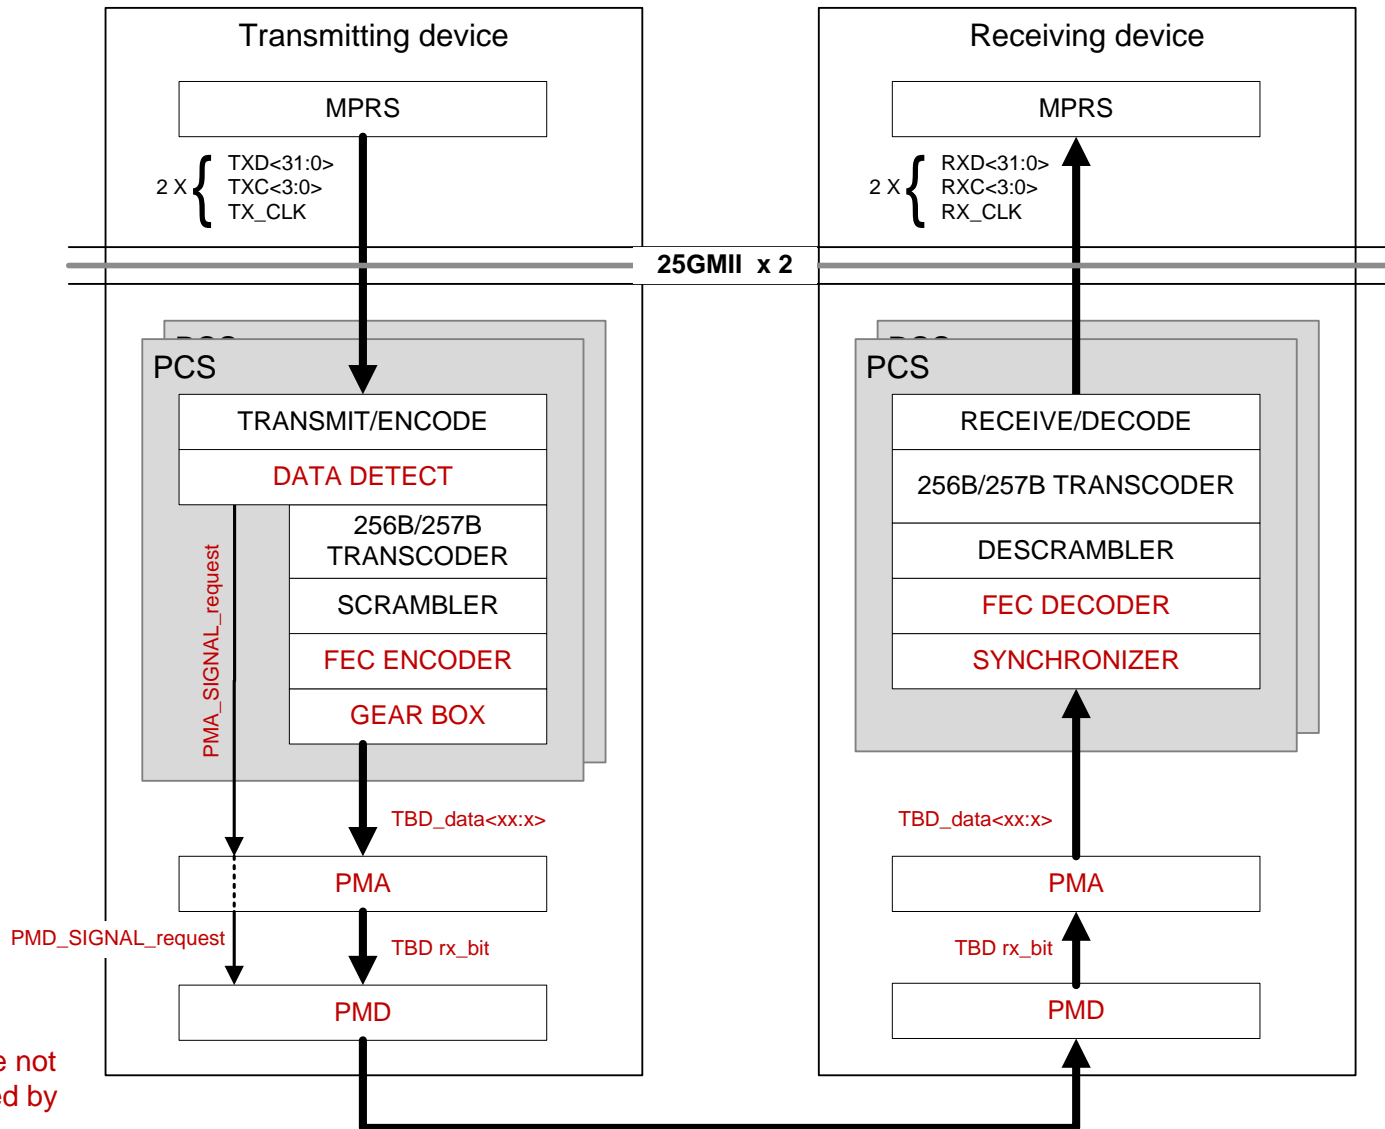 Transmitting device
MPRS
2 X
TXD<31:0>
TXC<3:0>
TX_CLK
Receiving device
MPRS
2 X
RXD<31:0>
RXC<3:0>
RX_CLK
25GMII x 2
PCS
TRANSMIT/ENCODE
DATA DETECT
256B/257B
TRANSCODER
SCRAMBLER
FEC ENCODER
GEAR BOX
PMA_SIGNAL_request
TBD_data<xx:x>
PMA
PMD_SIGNAL_request
TBD rx_bit
PMD
PCS
RECEIVE/DECODE
256B/257B TRANSCODER
DESCRAMBLER
FEC DECODER
SYNCHRONIZER
TBD_data<xx:x>
PMA
TBD rx_bit
PMD
not
by